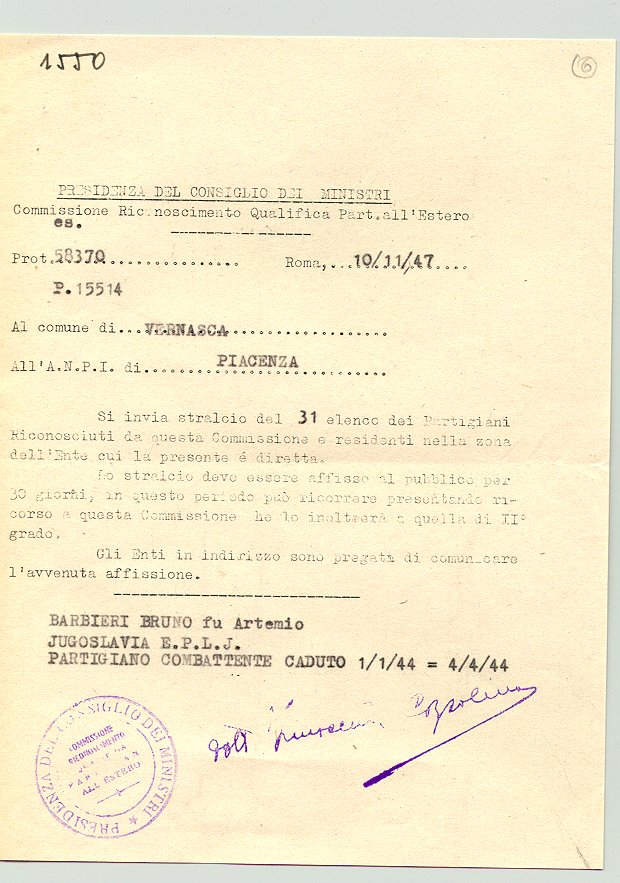 1550
6
PRESIDENZA DEL CONSIGLIO DEI MINISTRI
Commissione Riconoscimento Qualifica Part.all'Estero
es.
Prot.58370................ Roma,...10/11/47....
P.15514
Al comune di...VERNASCA...................
All'A.N.P.I. di.........PIACENZA............
Si invia stralcio del 31 elenco dei Partigiani
Riconosciuti da questa Commissione e residenti nella zona
dell'Ente cui la presente é diretta.
Lo stralcio deve essere affisso al pubblico per
30 giorni, in questo periodo può ricorrere presentando ri-
corso a questa Commissione he lo inoltrerà a quella di II°
grado.
Gli Enti in indirizzo sono pregata di comunicare
l'avvenuta affissione.
BARBIERI BRUNO fu Artemio
JUGOSLAVIA E.P.L.J.
PARTIGIANO COMBATTENTE CADUTO 1/1/44 = 4/4/44
dott
PRESIDENZA DEL CONSIGLIO DEI MINISTRI
COMMISSIONE
RICONOSCIMENTO
ALL'ESTERO